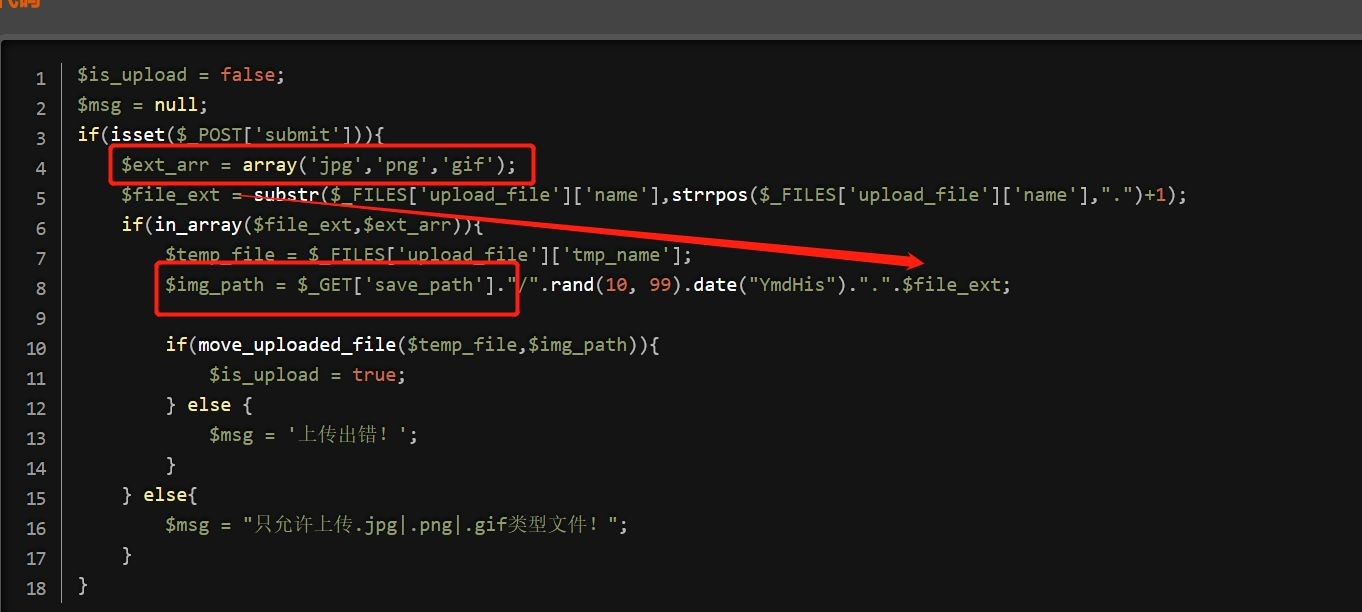 代码
1 $is_upload = false;
2 $msg = null;
3 if(isset($_POST['submit'])){
4 $ext_arr = array('jpg','png','gif');
5 $file_ext = substr($_FILES['upload_file']['name'],strrpos($_FILES['upload_file']['name'],".")+1);
6 if(in_array($file_ext,$ext_arr)){
7 $temp_file = $_FILES['upload_file']['tmp_name'];
8 $img_path = $_GET['save_path']."/".rand(10, 99).date("YmdHis").".".$file_ext;
9
10 if(move_uploaded_file($temp_file,$img_path)){
11 $is_upload = true;
12 } else {
13 $msg = '上传出错！';
14 }
15 } else{
16 $msg = "只允许上传.jpg|.png|.gif类型文件！";
17 }
18 }